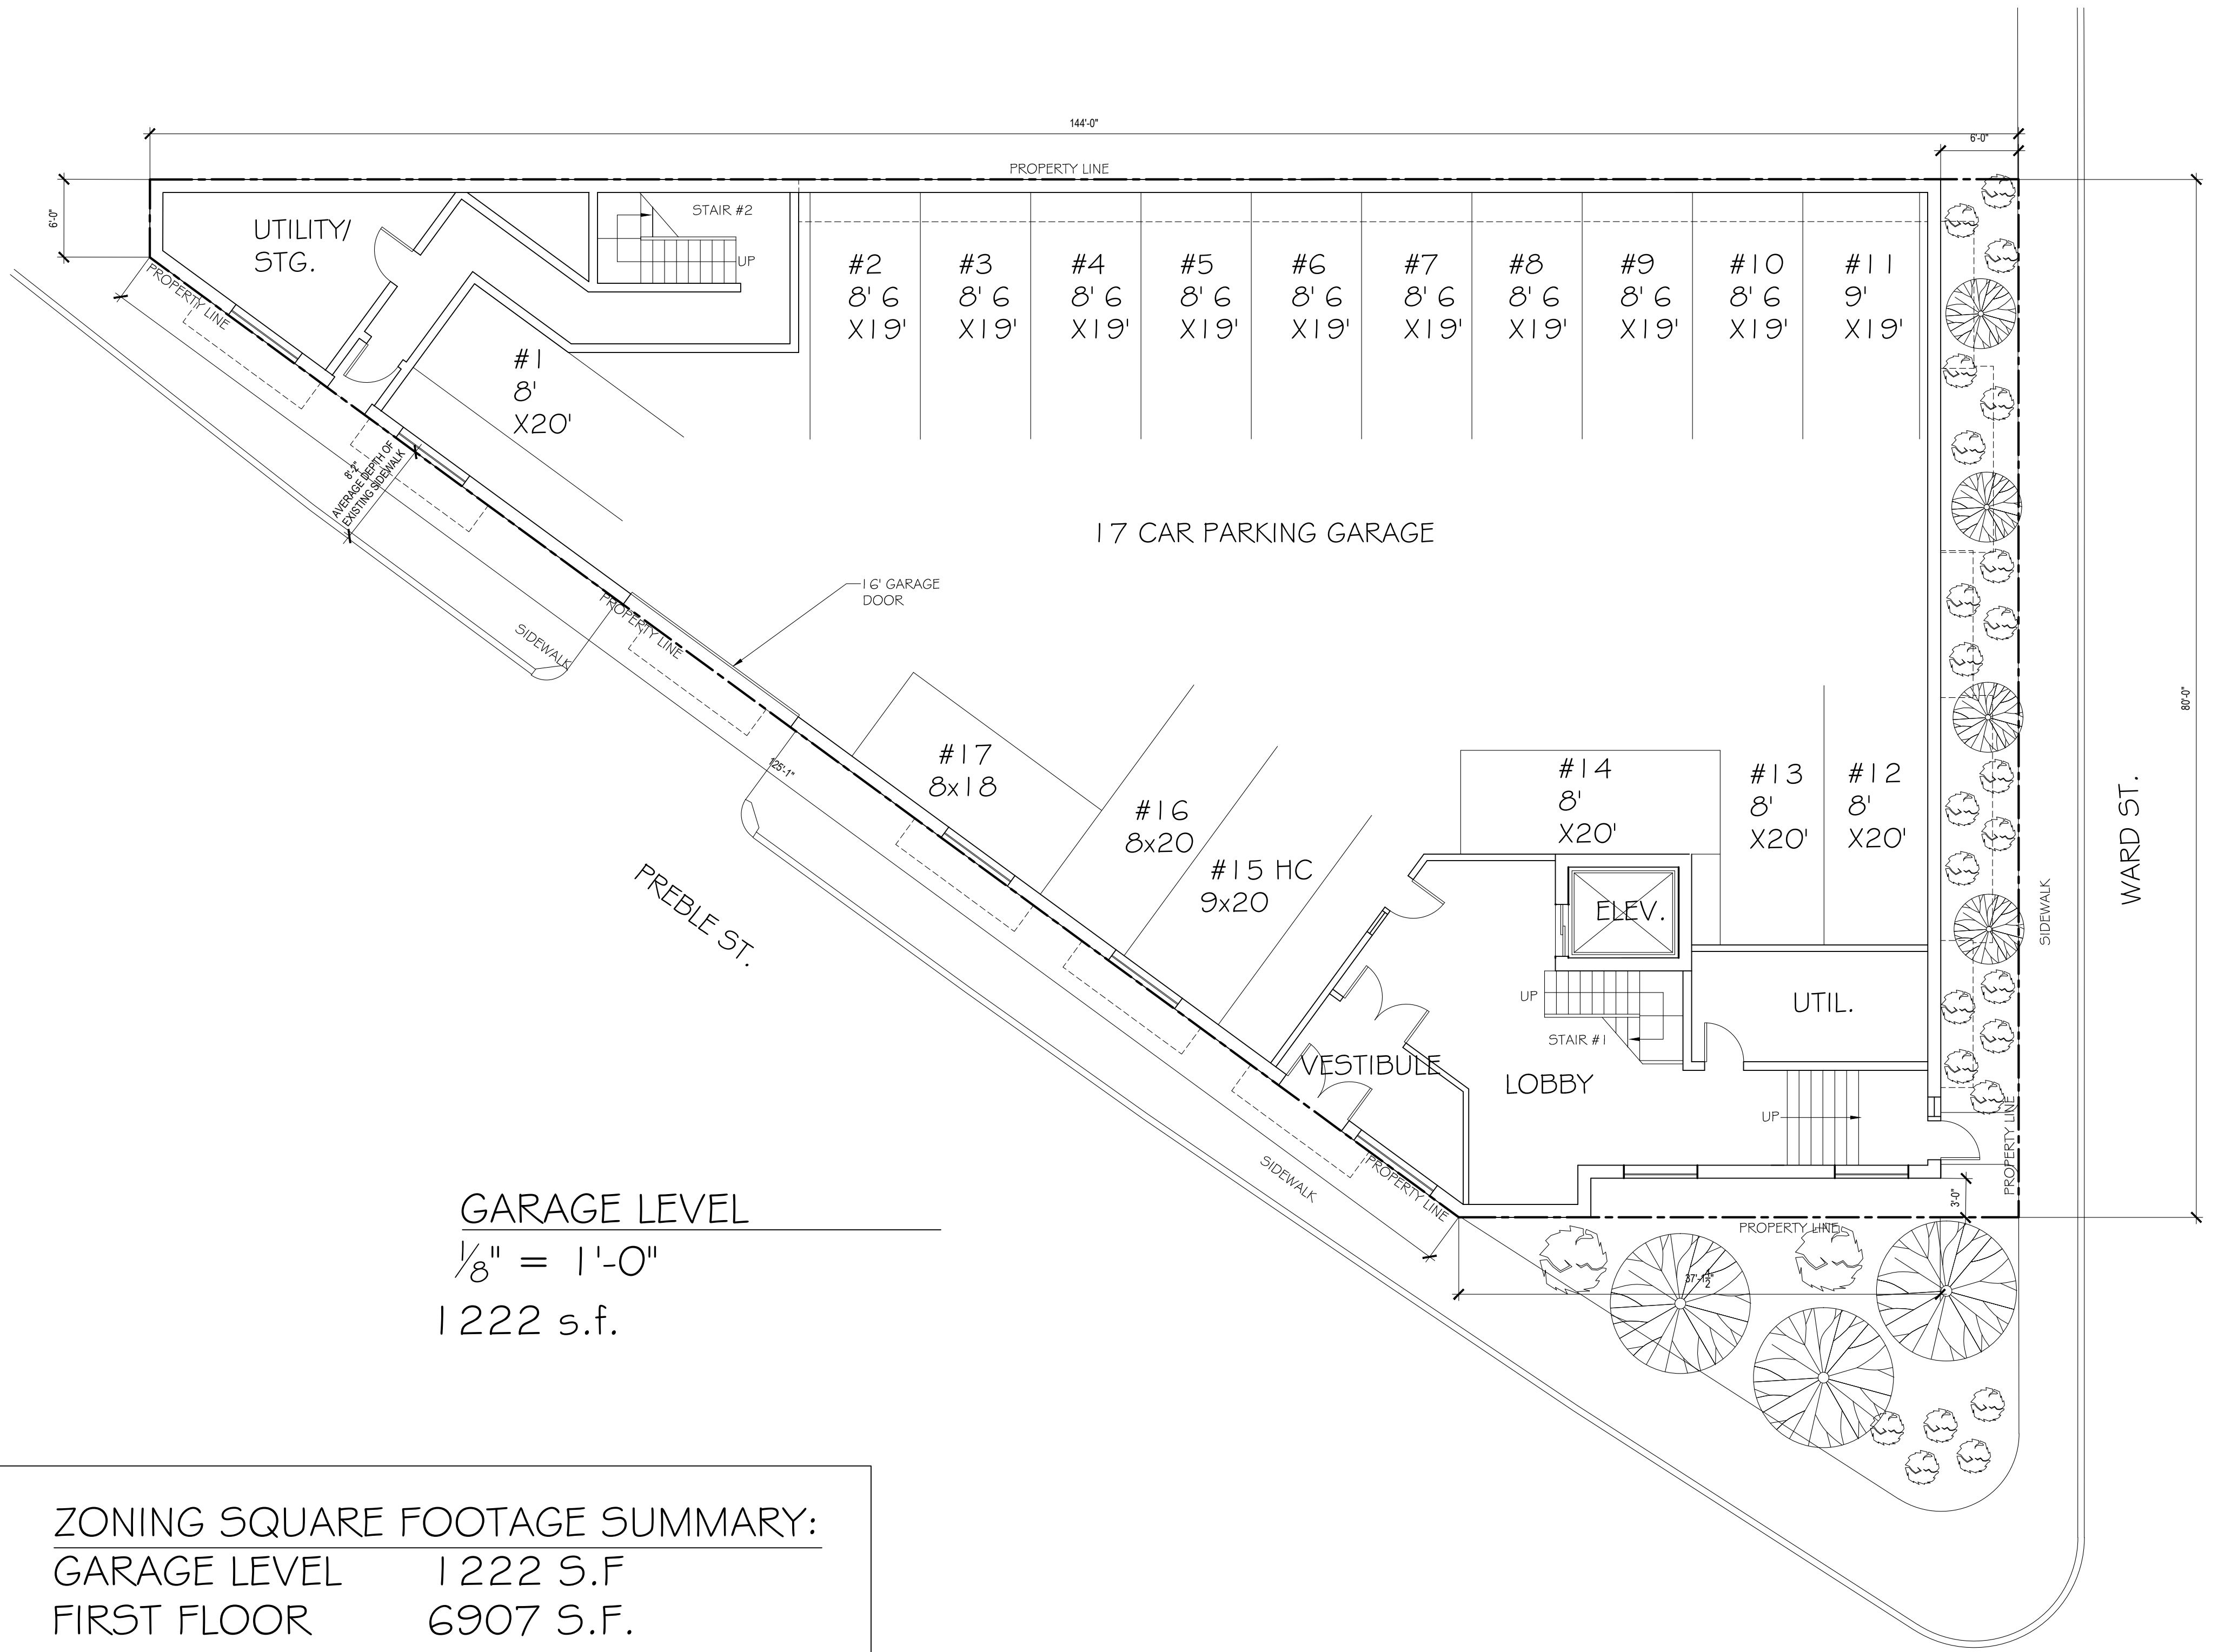 144'-0"
6'-0"
PROPERTY LINE
6'-0"
UTILITY/
STG.
STAIR #2
UP
#2
8' 6
X19'
#3
8' 6
X19'
#4
8' 6
X19'
#5
8' 6
X19'
#6
8' 6
X19'
#7
8' 6
X19'
#8
8' 6
X19'
#9
8' 6
X19'
#10
8' 6
X19'
#11
9'
X19'
PROPERTY LINE
#1
8'
X20'
8'-2"
AVERAGE DEPTH OF
EXISTING SIDEWALK
17 CAR PARKING GARAGE
16' GARAGE
DOOR
PROPERTY LINE
SIDEWALK
80'-0"
#17
8x18
125'-1"
#16
8x20
#15 HC
9x20
#14
8'
X20'
#13
8'
X20'
#12
8'
X20'
WARD ST.
SIDEWALK
PREBLE ST.
ELEV.
UP
STAIR #1
UTIL.
VESTIBULE
LOBBY
UP
PROPERTY LINE
SIDEWALK
PROPERTY LINE
3'-0"
PROPERTY LINE
GARAGE LEVEL
1/8" = 1'-0"
1222 s.f.
ZONING SQUARE FOOTAGE SUMMARY:
GARAGE LEVEL 1222 S.F
FIRST FLOOR 6907 S.F.